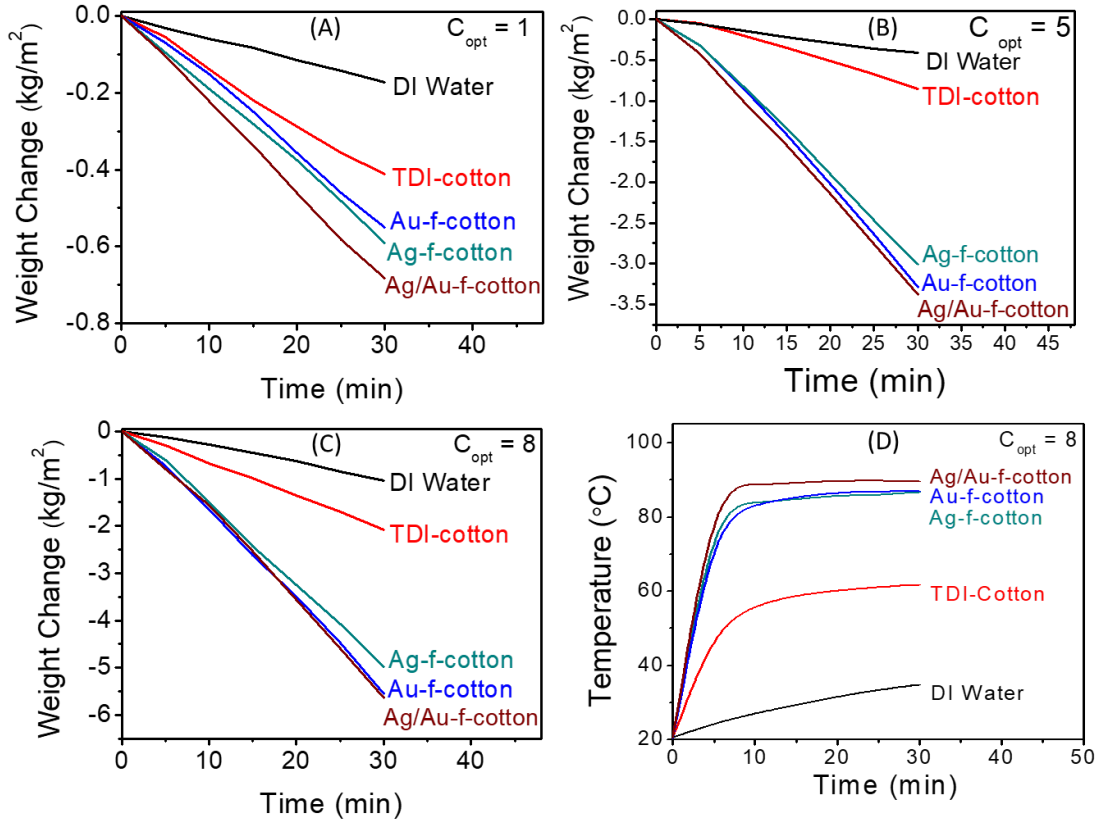 (A)
C_opt = 1
0.0
-0.2
-0.4
-0.6
-0.8
Weight Change (kg/m²)
DI Water
TDI-cotton
Au-f-cotton
Ag-f-cotton
Ag/Au-f-cotton
0 10 20 30 40
Time (min)
(B)
C_opt = 5
0.0
-0.5
-1.0
-1.5
-2.0
-2.5
-3.0
-3.5
Weight Change (kg/m²)
DI Water
TDI-cotton
Ag-f-cotton
Au-f-cotton
Ag/Au-f-cotton
0 5 10 15 20 25 30 35 40 45
Time (min)
(C)
C_opt = 8
0
-1
-2
-3
-4
-5
-6
Weight Change (kg/m²)
DI Water
TDI-cotton
Ag-f-cotton
Au-f-cotton
Ag/Au-f-cotton
0 10 20 30 40
Time (min)
(D)
C_opt = 8
100
80
60
40
20
Temperature (°C)
Ag/Au-f-cotton
Au-f-cotton
Ag-f-cotton
TDI-Cotton
DI Water
0 10 20 30 40 50
Time (min)